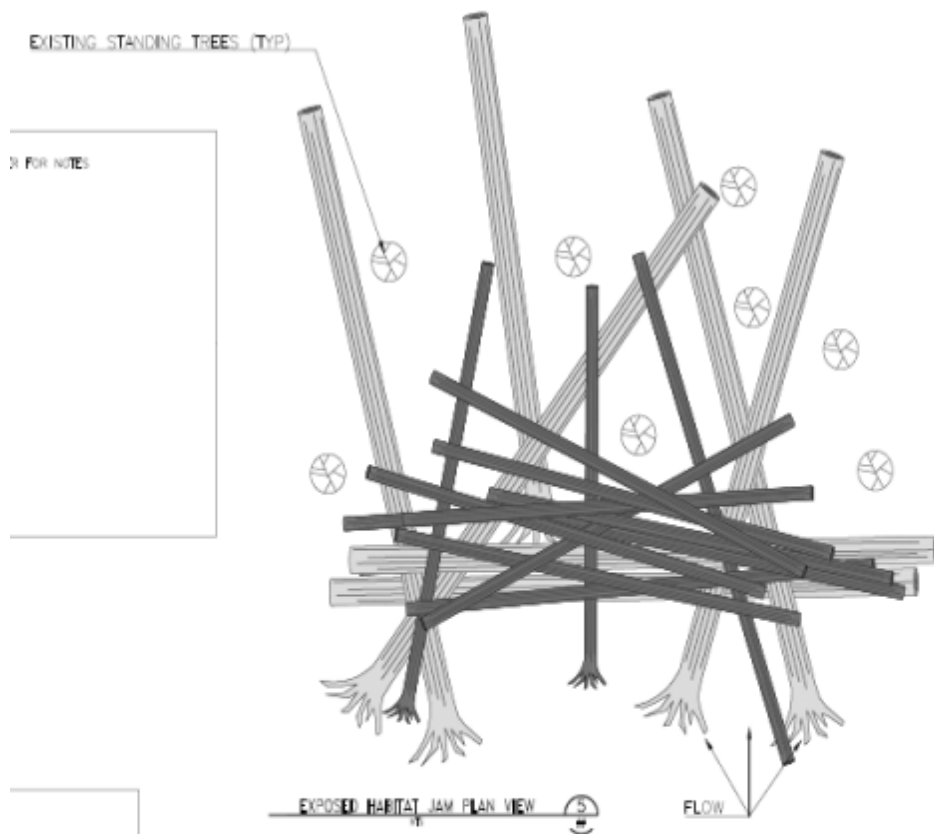 EXISTING STANDING TREES (TYP)
FOR NOTES
EXPOSED HABITAT JAM PLAN VIEW
5
FLOW